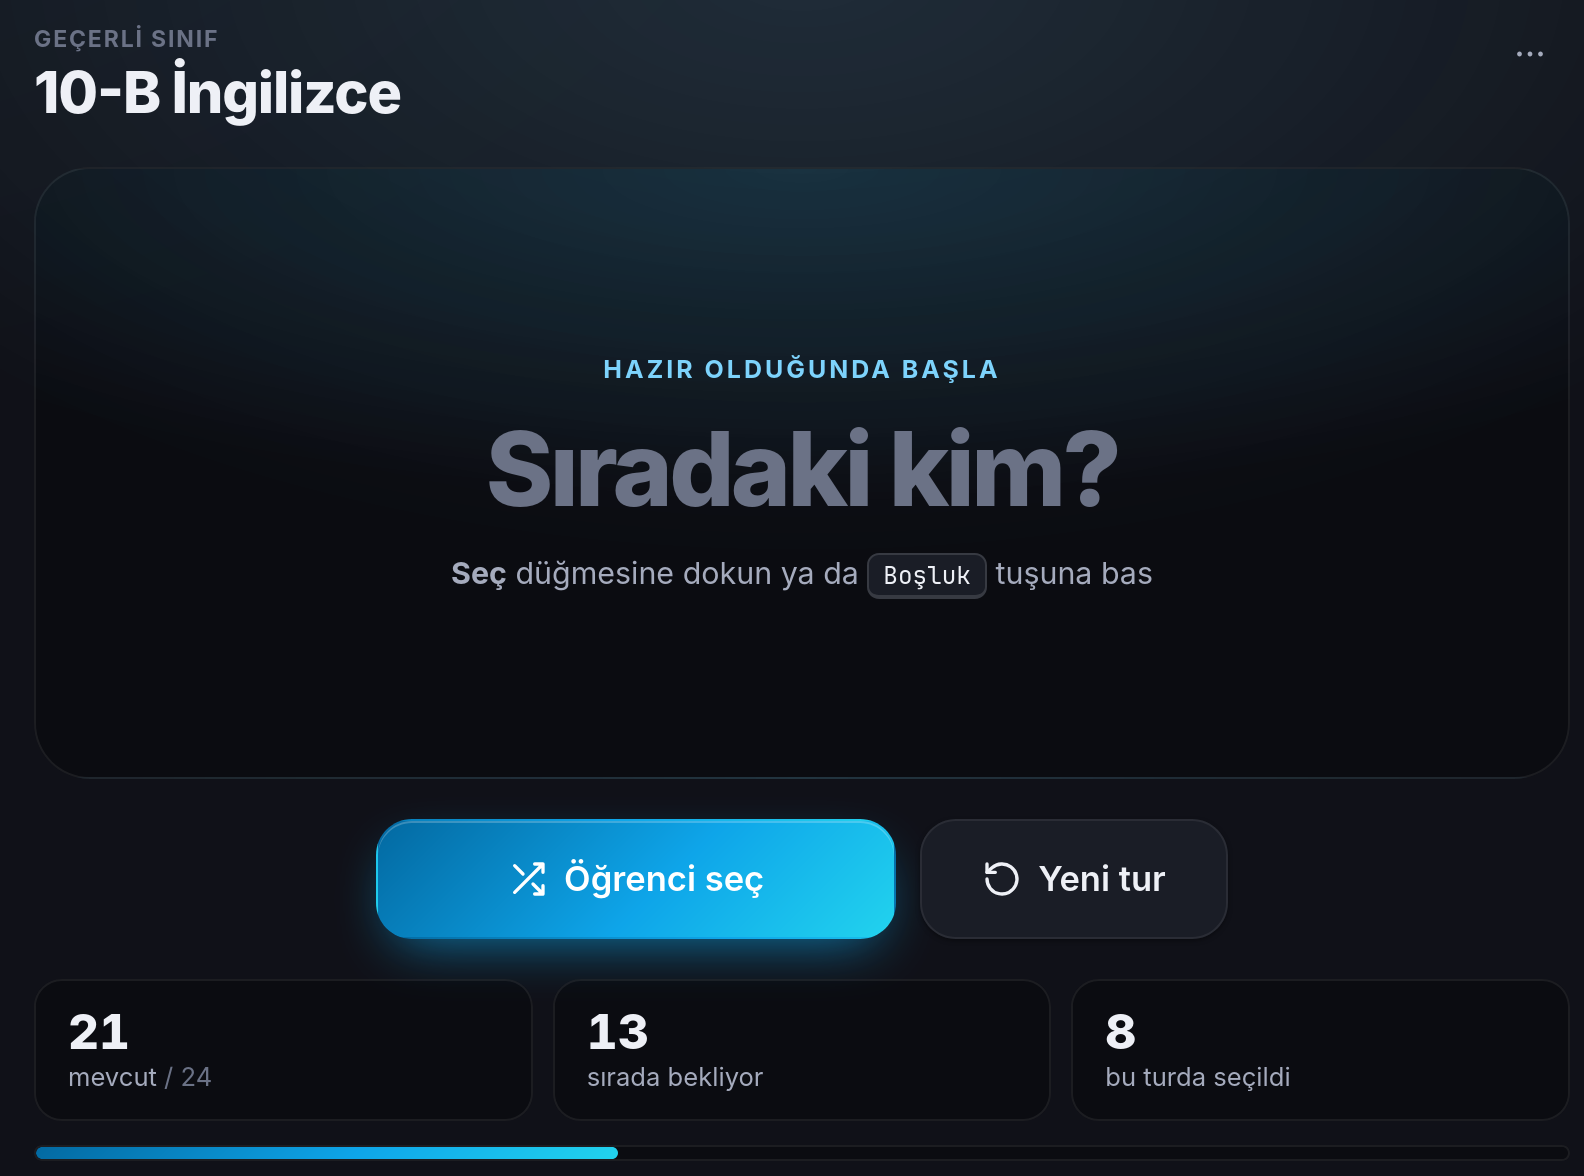 GEÇERLİ SINIF
10-B İngilizce
HAZIR OLDUĞUNDA BAŞLA
Sıradaki kim?
Seç düğmesine dokun ya da Boşluk tuşuna bas
Öğrenci seç
Yeni tur
21
mevcut / 24
13
sırada bekliyor
8
bu turda seçildi